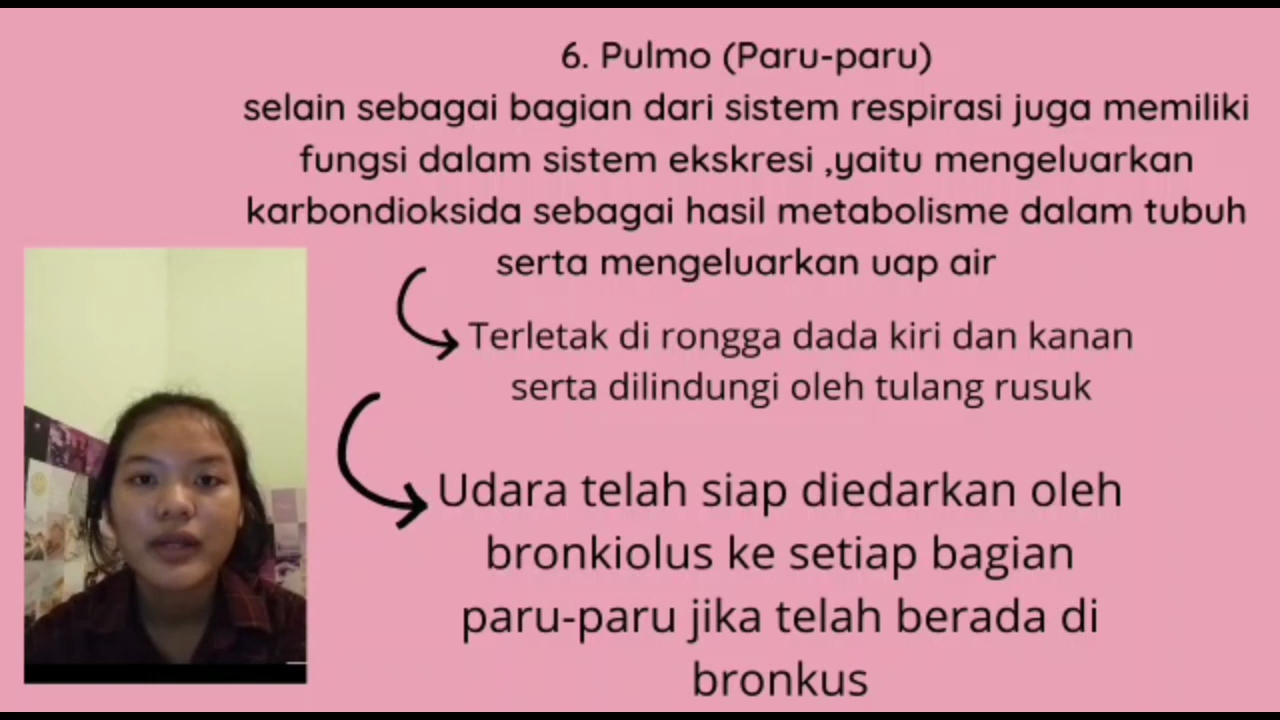 6. Pulmo (Paru-paru)
selain sebagai bagian dari sistem respirasi juga memiliki
fungsi dalam sistem ekskresi ,yaitu mengeluarkan
karbondioksida sebagai hasil metabolisme dalam tubuh
serta mengeluarkan uap air
Terletak di rongga dada kiri dan kanan
serta dilindungi oleh tulang rusuk
Udara telah siap diedarkan oleh
bronkiolus ke setiap bagian
paru-paru jika telah berada di
bronkus